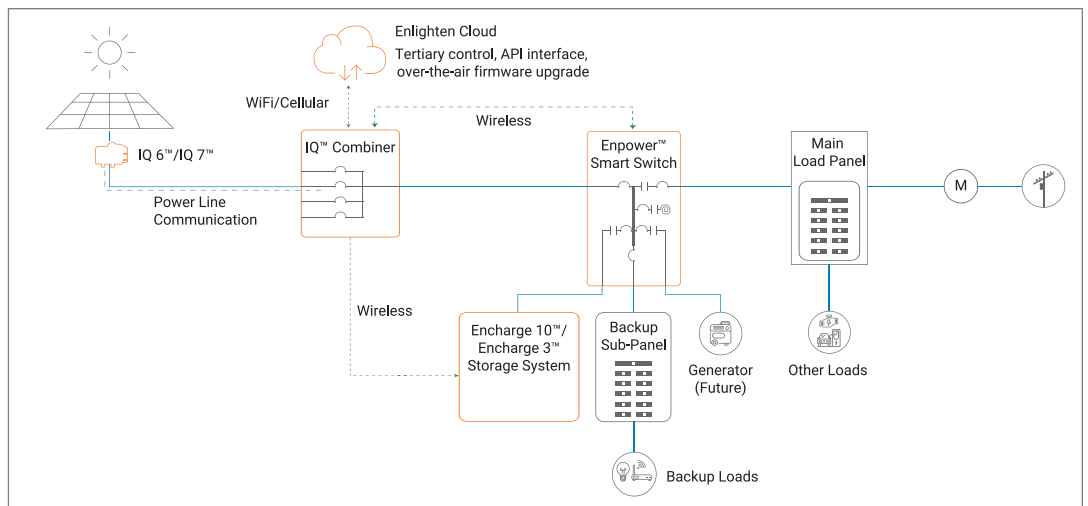 Enlighten Cloud
Tertiary control, API interface,
over-the-air firmware upgrade
WiFi/Cellular
Wireless
IQ™ Combiner
Enpower™
Smart Switch
Main
Load Panel
IQ 6™/IQ 7™
M
Power Line
Communication
Wireless
Encharge 10™/
Encharge 3™
Storage System
Backup
Sub-Panel
Generator
(Future)
Other Loads
Backup Loads